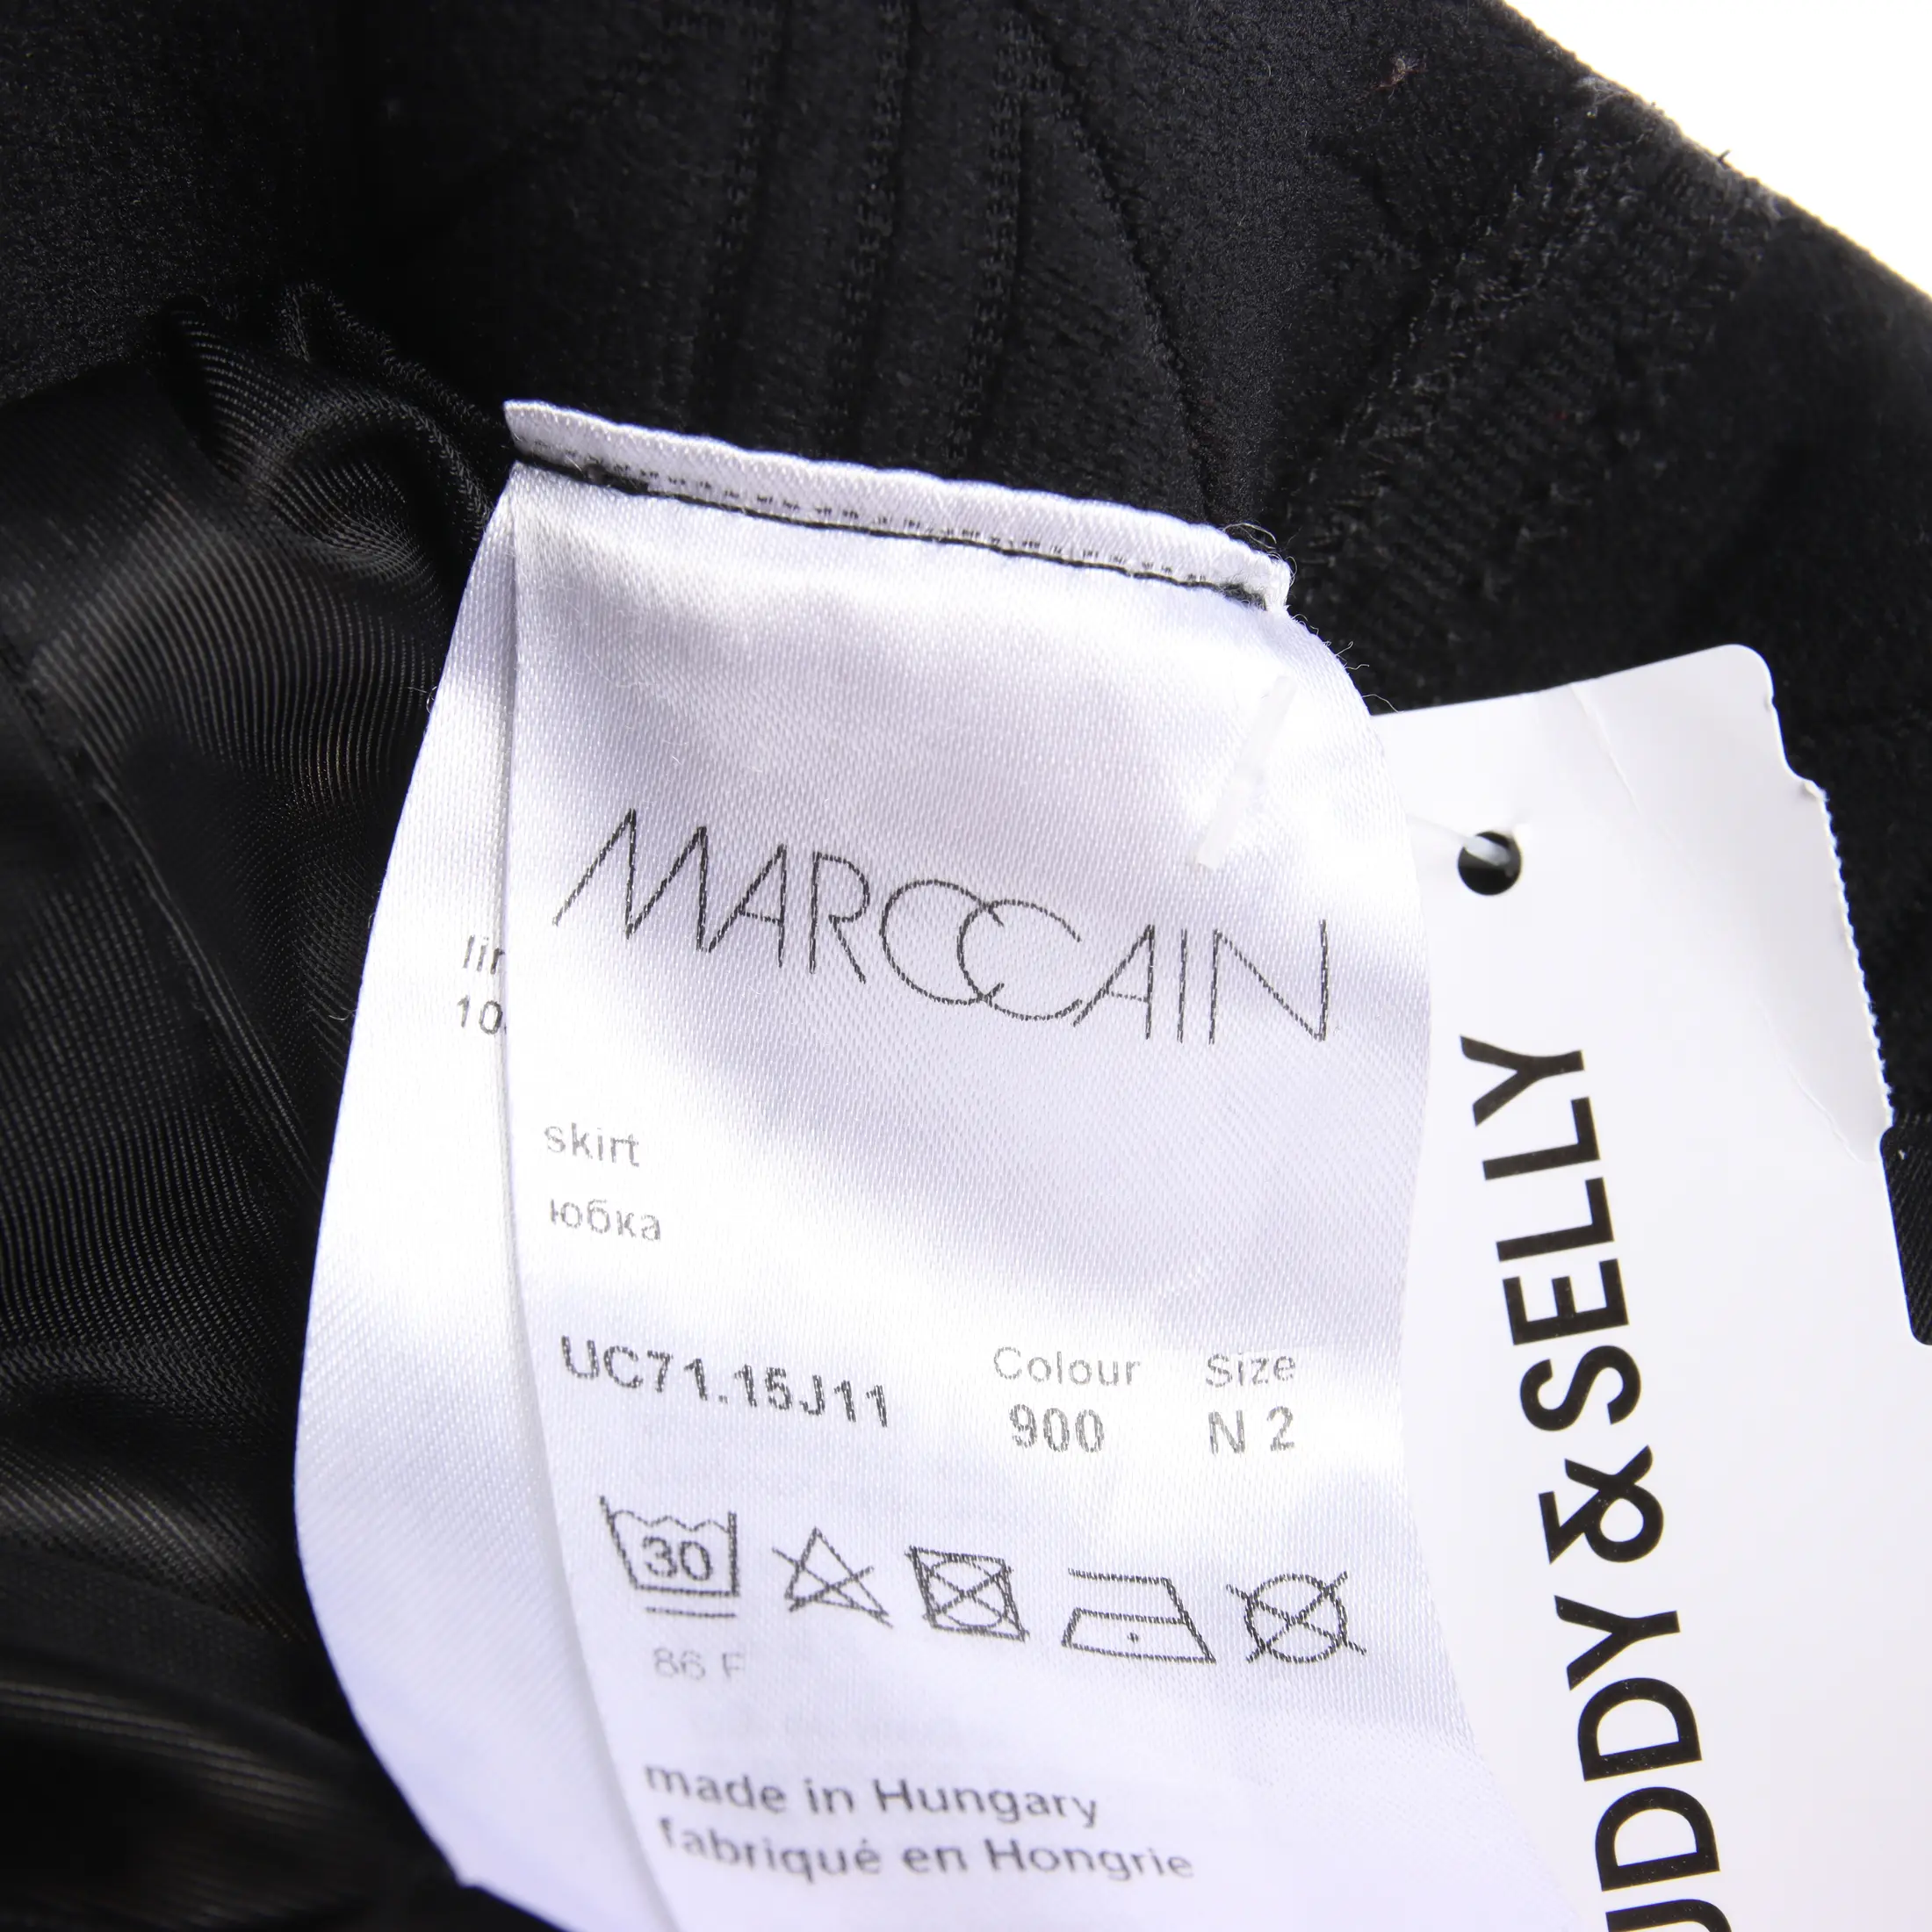 MARCCAIN
skirt
юбка
UC71.15J11
Colour
900
Size
N 2
30
86 F
made in Hungary
fabriqué en Hongrie
10
UDDY & SELLY